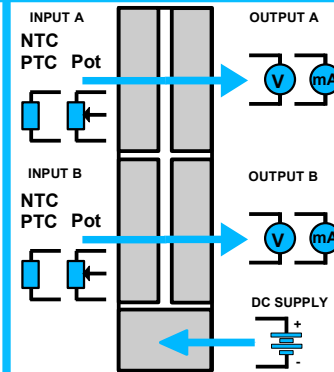 INPUT A
NTC
PTC Pot
OUTPUT A
V mA
INPUT B
NTC
PTC Pot
OUTPUT B
V mA
DC SUPPLY
+
-